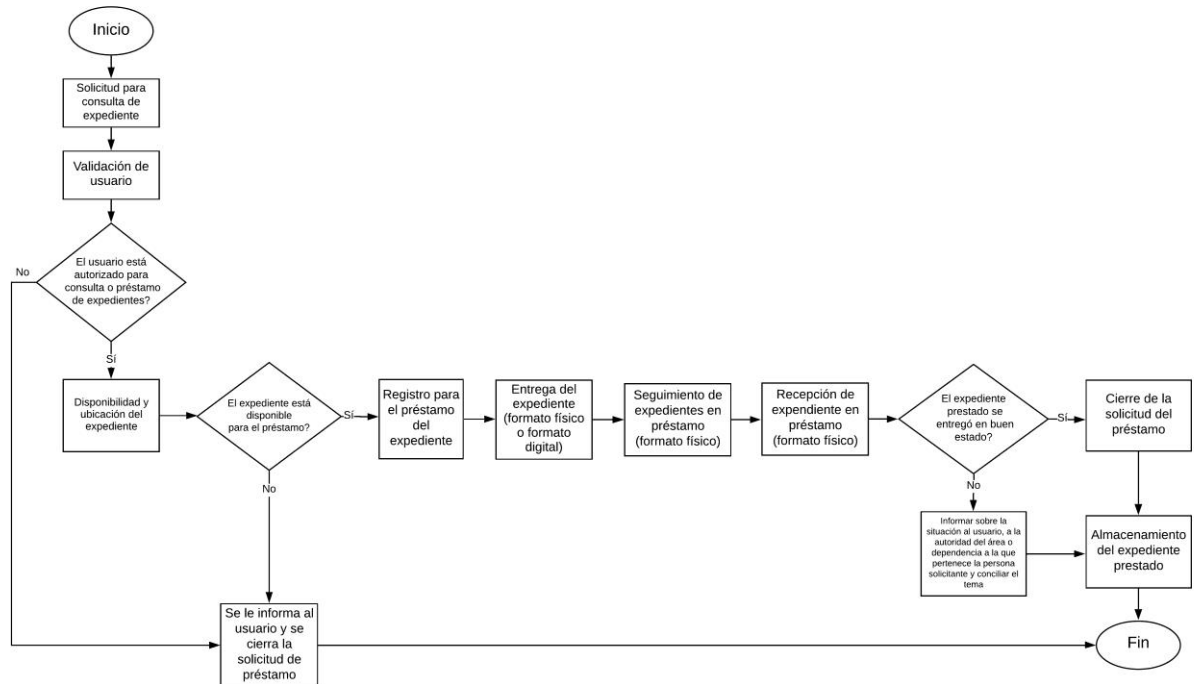 Inicio
Solicitud para
consulta de
expediente
Validación de
usuario
El usuario está
autorizado para
consulta o préstamo
de expedientes?
No
Sí
Disponibilidad y
ubicación del
expediente
El expediente está
disponible
para el préstamo?
Sí
No
Registro para
el préstamo
del
expediente
Entrega del
expediente
(formato físico
o formato
digital)
Seguimiento de
expedientes en
préstamo
(formato físico)
Recepción de
expendiente en
préstamo
(formato físico)
El expediente
prestado se
entregó en buen
estado?
Sí
No
Cierre de la
solicitud del
préstamo
Informar sobre la
situación al usuario, a la
autoridad del área o
dependencia a la que
pertenece la persona
solicitante y conciliar el
tema
Almacenamiento
del expediente
prestado
Se le informa al
usuario y se
cierra la
solicitud de
préstamo
Fin